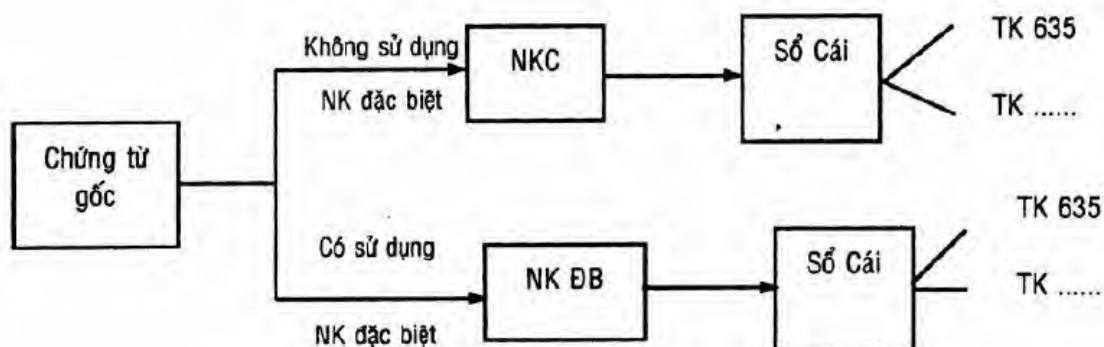 Chứng từ
gốc
Không sử dụng
NK đặc biệt
NKC
Sổ Cái
TK 635
TK ......
Có sử dụng
NK đặc biệt
NK ĐB
Sổ Cái
TK 635
TK ......